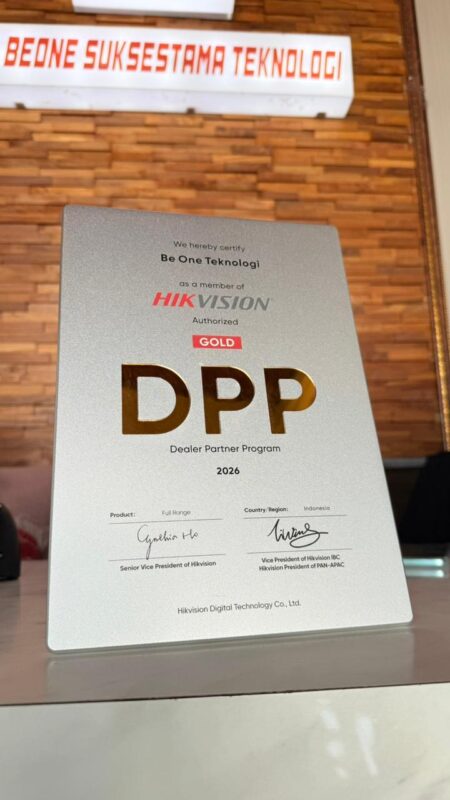 BEONE SUKSESTAMA TEKNOLOGI
We hereby certify
Be One Teknologi
as a member of
HIKVISION
Authorized
GOLD
DPP
Dealer Partner Program
2026
Product: Full Range
Country/Region: Indonesia
Cynthia Ho
Senior Vice President of Hikvision
Vice President of Hikvision IBC
Hikvision President of PAN-APAC
Hikvision Digital Technology Co., Ltd.